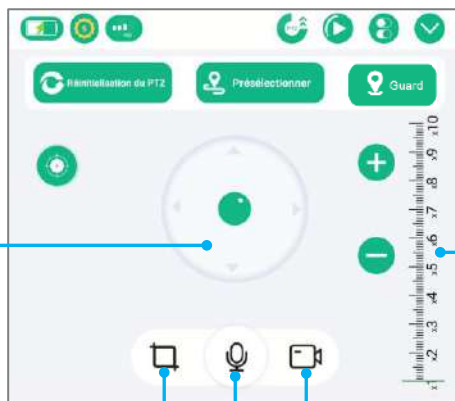 Réinitialisation du PTZ
Présélectionner
Guard
x10
x9
x8
x7
x6
x5
x4
x3
x2
x1